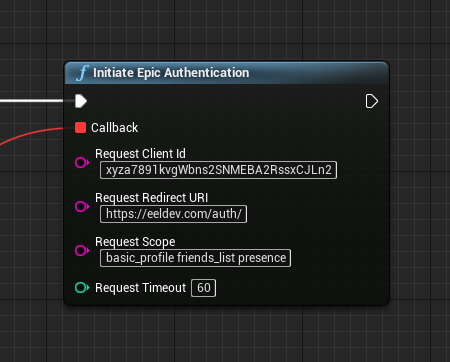 Initiate Epic Authentication
Callback
Request Client Id
xyza7891kvgWbns2SNMEBA2RssxCJLn2
Request Redirect URI
https://eeldev.com/auth/
Request Scope
basic_profile friends_list presence
Request Timeout 60